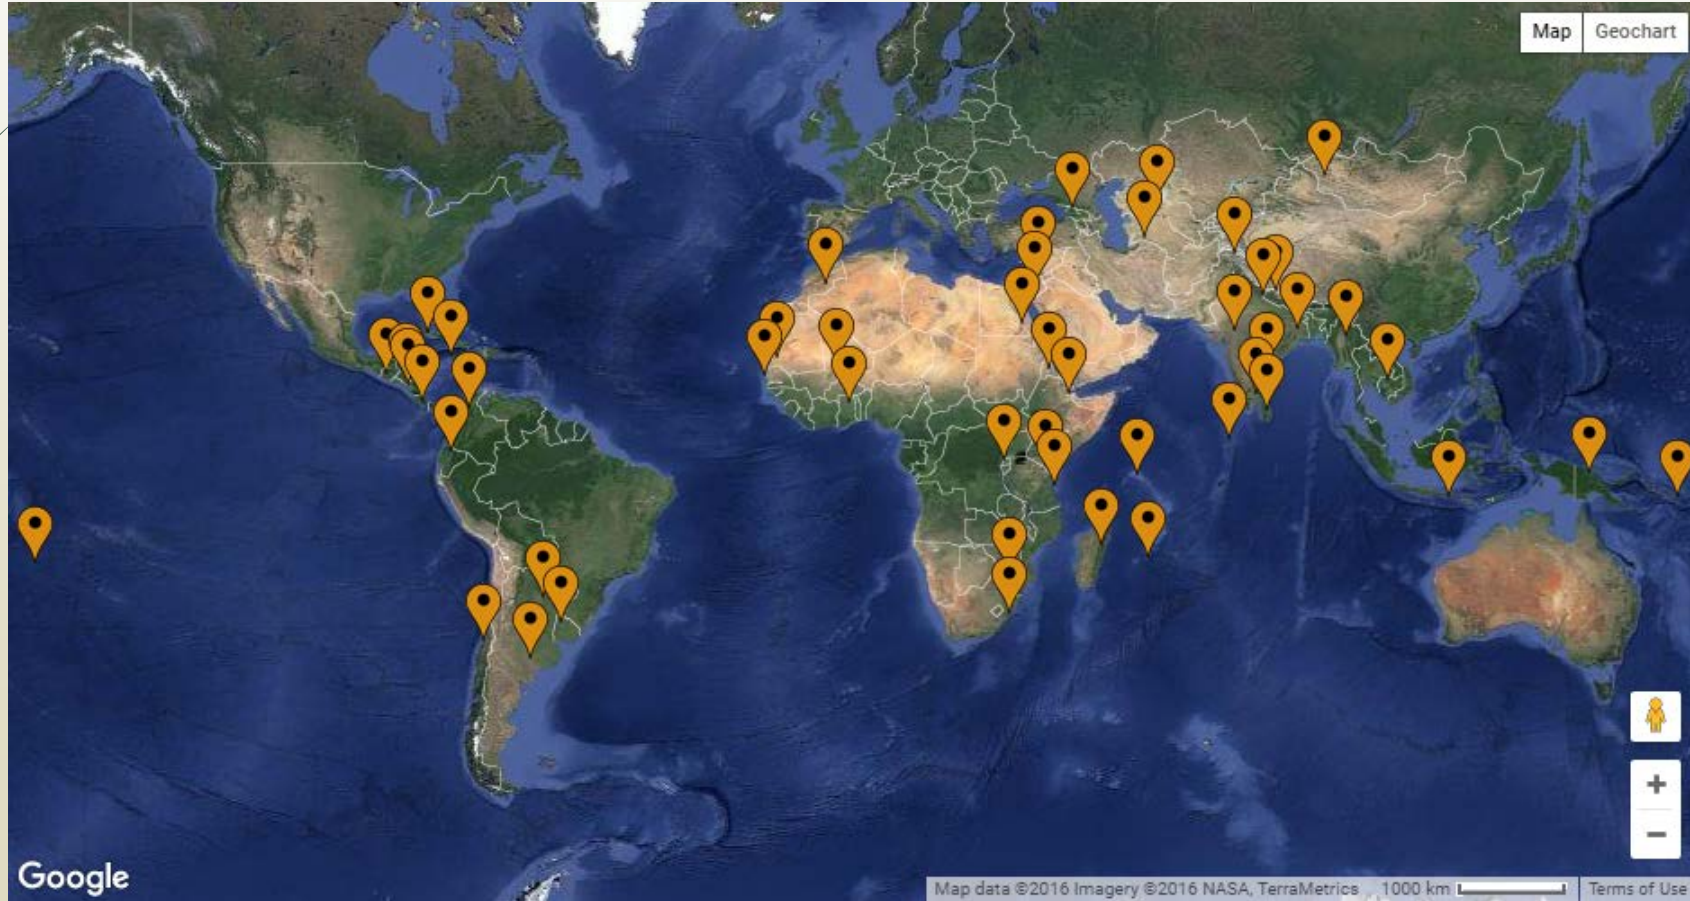 Map Geochart
Google
Map data ©2016 Imagery ©2016 NASA, TerraMetrics 1000 km Terms of Use